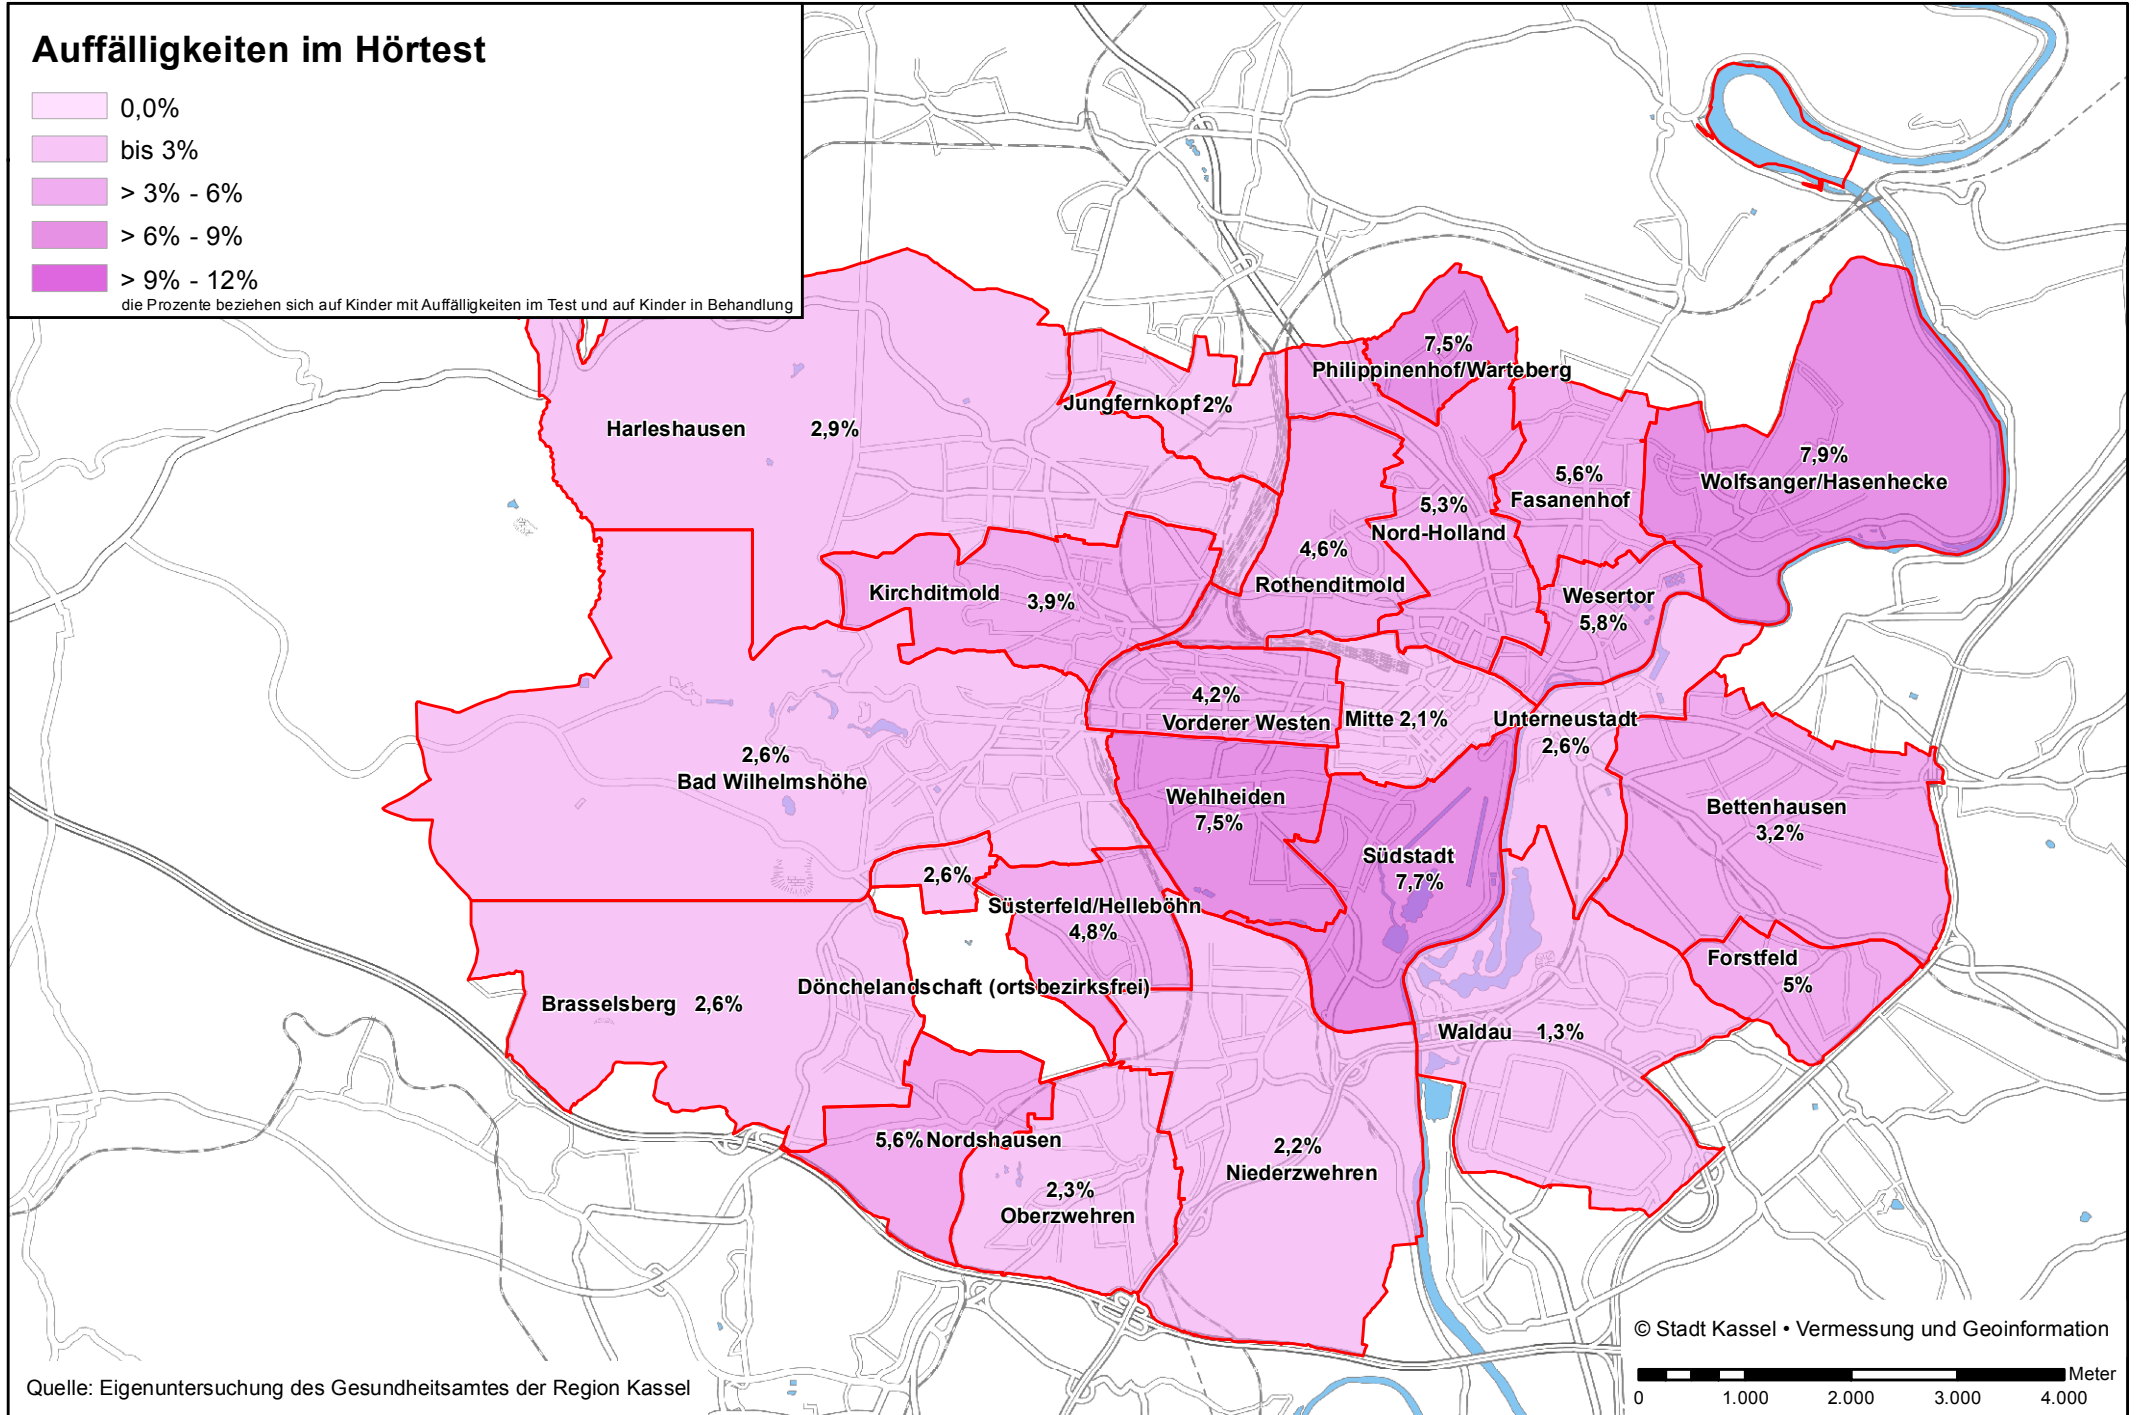 Auffälligkeiten im Hörtest
0,0%
bis 3%
> 3% - 6%
> 6% - 9%
> 9% - 12%
die Prozente beziehen sich auf Kinder mit Auffälligkeiten im Test und auf Kinder in Behandlung
7,5%
Philippinenhof/Warteberg
Jungfernkopf 2%
Harleshausen 2,9%
7,9%
Wolfsanger/Hasenhecke
5,6%
Fasanenhof
5,3%
Nord-Holland
4,6%
Rothenditmold
Kirchditmold 3,9%
Wesertor
5,8%
4,2%
Vorderer Westen
Mitte 2,1%
Unterneustadt
2,6%
2,6%
Bad Wilhelmshöhe
Wehlheiden
7,5%
Bettenhausen
3,2%
Südstadt
7,7%
2,6%
Süsterfeld/Helleböhn
4,8%
Forstfeld
5%
Dönchelandschaft (ortsbezirksfrei)
Brasselsberg 2,6%
Waldau 1,3%
5,6% Nordshausen
2,2%
Niederzwehren
2,3%
Oberzwehren
© Stadt Kassel • Vermessung und Geoinformation
Meter
0 1.000 2.000 3.000 4.000
Quelle: Eigenuntersuchung des Gesundheitsamtes der Region Kassel